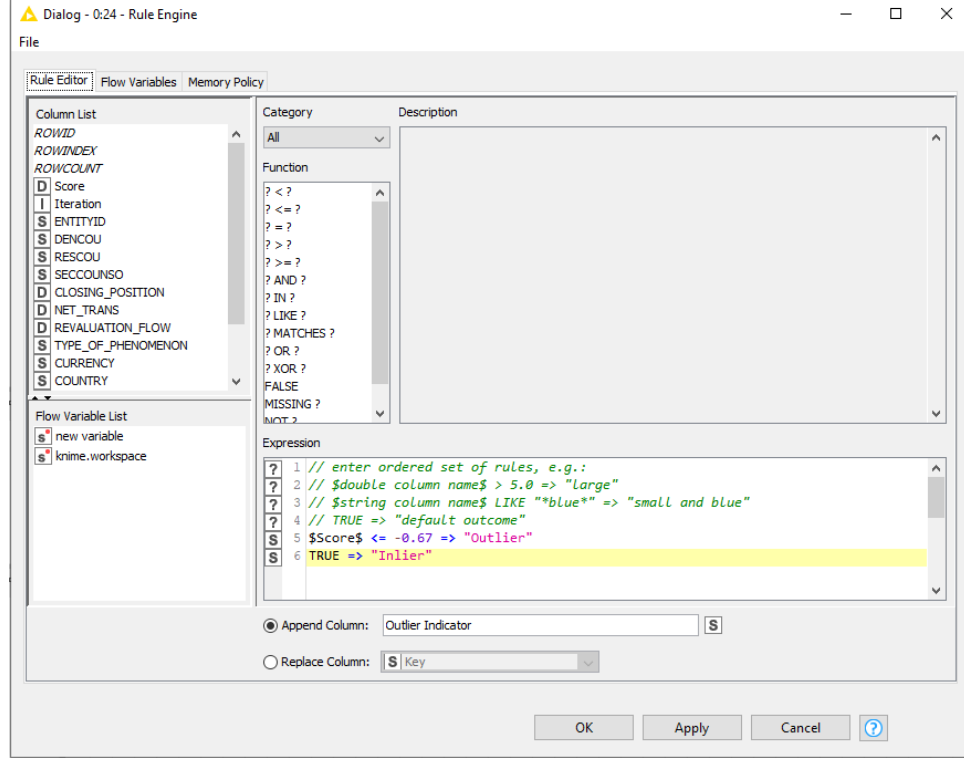 Dialog - 0:24 - Rule Engine
File
Rule Editor Flow Variables Memory Policy
Column List
ROWID
ROWINDEX
ROWCOUNT
D Score
I Iteration
S ENTITYID
S DENCOU
S RESCOU
S SECCOUNSO
D CLOSING_POSITION
D NET_TRANS
D REVALUATION_FLOW
S TYPE_OF_PHENOMENON
S CURRENCY
S COUNTRY
Flow Variable List
s new variable
s knime.workspace
Category
All
Function
? < ?
? <= ?
? = ?
? > ?
? >= ?
? AND ?
? IN ?
? LIKE ?
? MATCHES ?
? OR ?
? XOR ?
FALSE
MISSING ?
NOT ?
Description
Expression
? 1 // enter ordered set of rules, e.g.:
? 2 // $double column name$ > 5.0 => "large"
? 3 // $string column name$ LIKE "*blue*" => "small and blue"
? 4 // TRUE => "default outcome"
S 5 $Score$ <= -0.67 => "Outlier"
S 6 TRUE => "Inlier"
Append Column: Outlier Indicator S
Replace Column: S Key
OK Apply Cancel ?